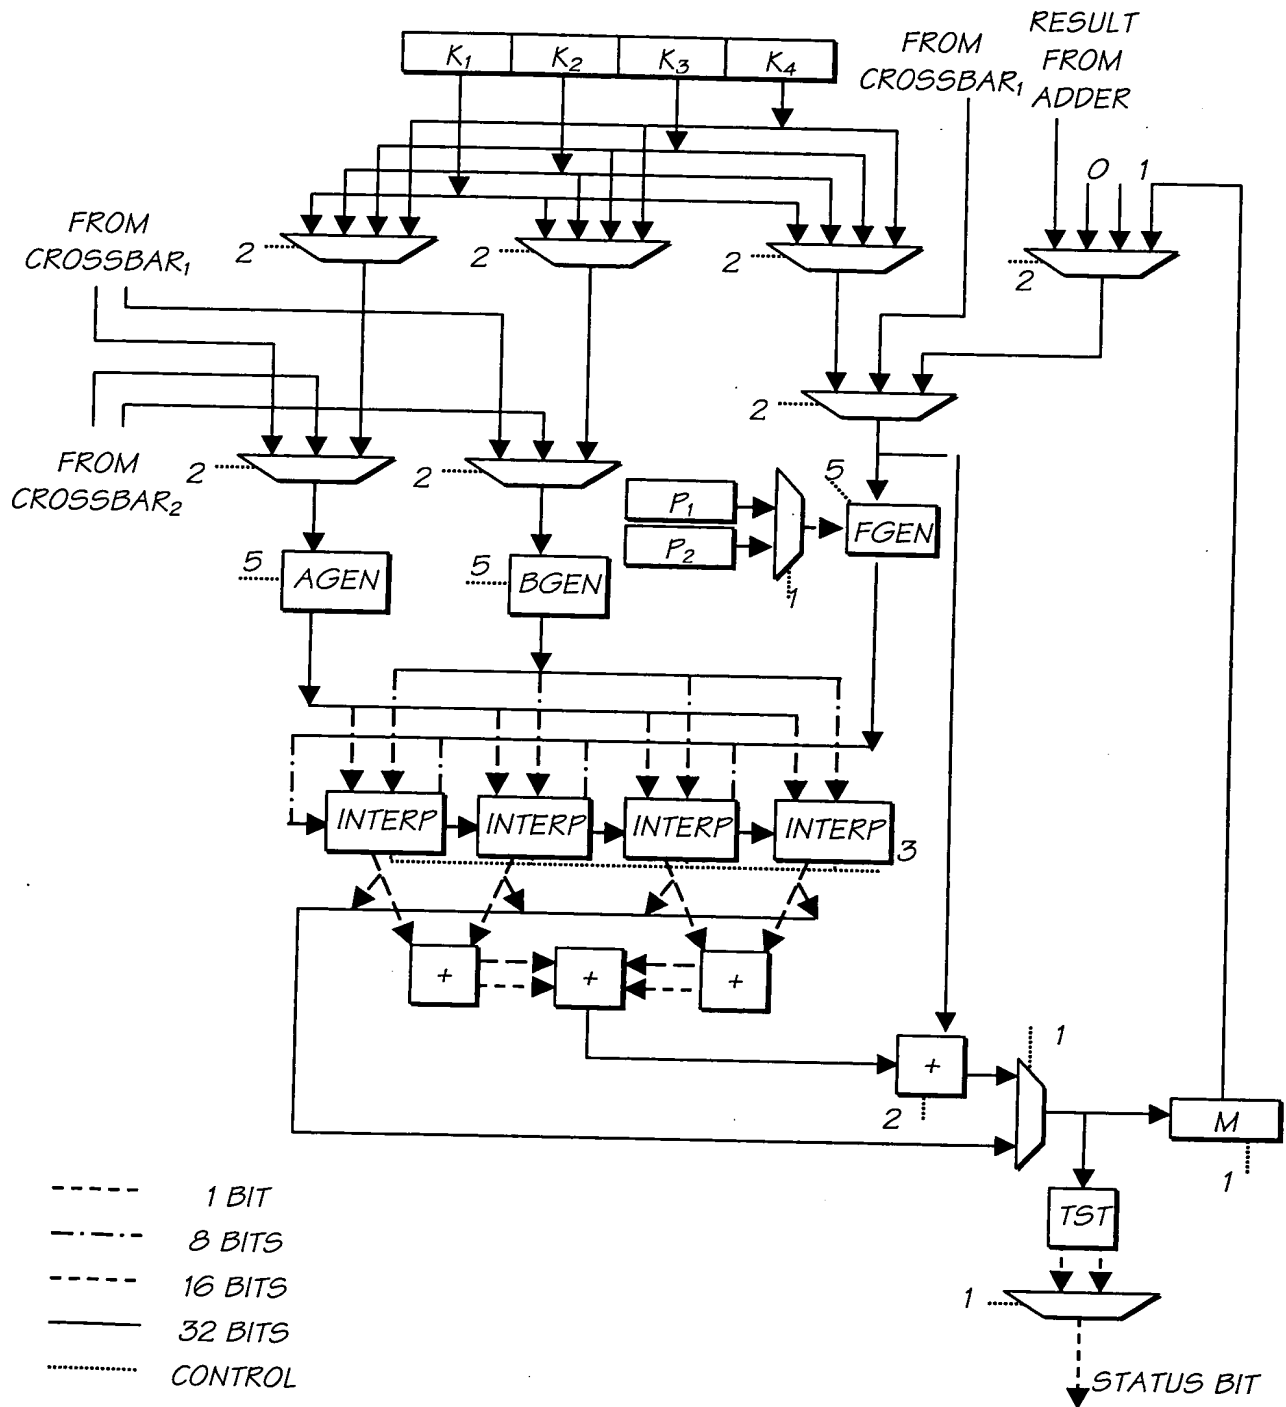 RESULT
FROM
ADDER
FROM
CROSSBAR₁
K₁ K₂ K₃ K₄
0 1
FROM
CROSSBAR₁
2 2 2 2
2
FROM
CROSSBAR₂
2 2
P₁
P₂
5
FGEN
1
5 AGEN
5 BGEN
INTERP INTERP INTERP INTERP 3
+ + +
+
2
1
M
1
TST
1
STATUS BIT
1 BIT
8 BITS
16 BITS
32 BITS
CONTROL